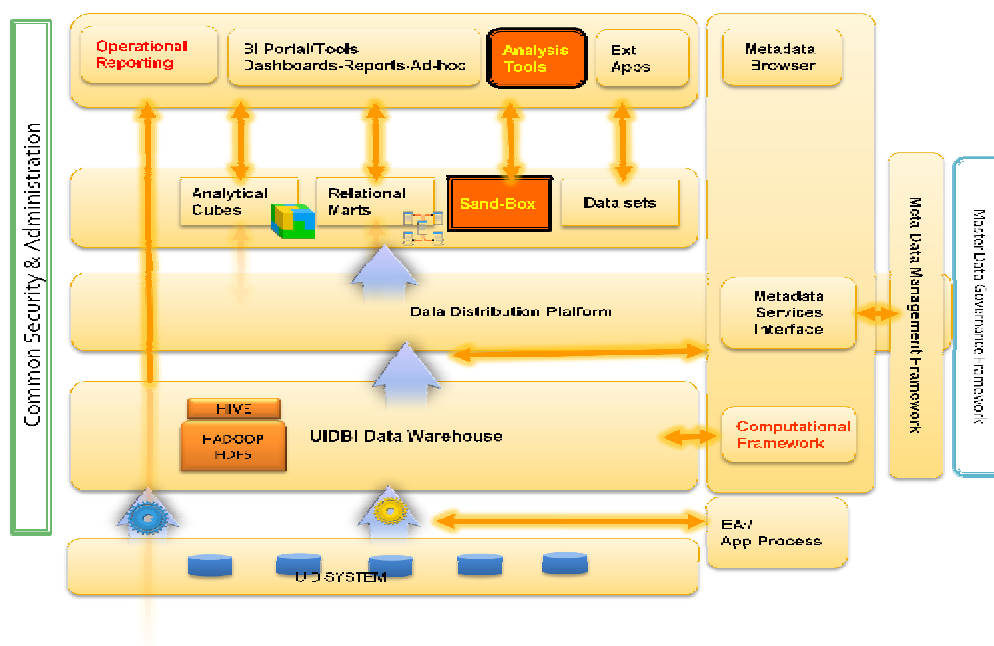 Common Security & Administration
Operational
Reporting
BI Portal/Tools
Dashboards-Reports-Ad-hoc
Analysis
Tools
Ext
Apps
Metadata
Browser
Analytical
Cubes
Relational
Marts
Sand-Box
Data sets
Data Distribution Platform
Metadata
Services
Interface
Meta Data Management Framework
Master Data Governance Framework
HIVE
HADOOP
HDFS
UIDBI Data Warehouse
Computational
Framework
EAI/
App Process
UID SYSTEM